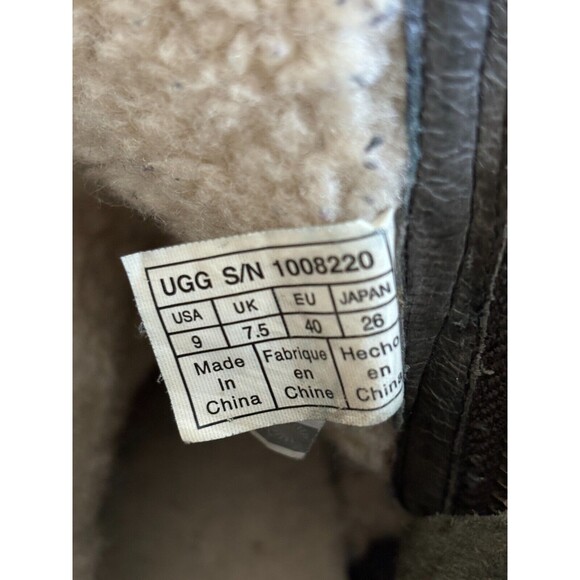 UGG S/N 1008220
USA UK EU JAPAN
9 7.5 40 26
Made Fabrique Hecho
In en en
China Chine China